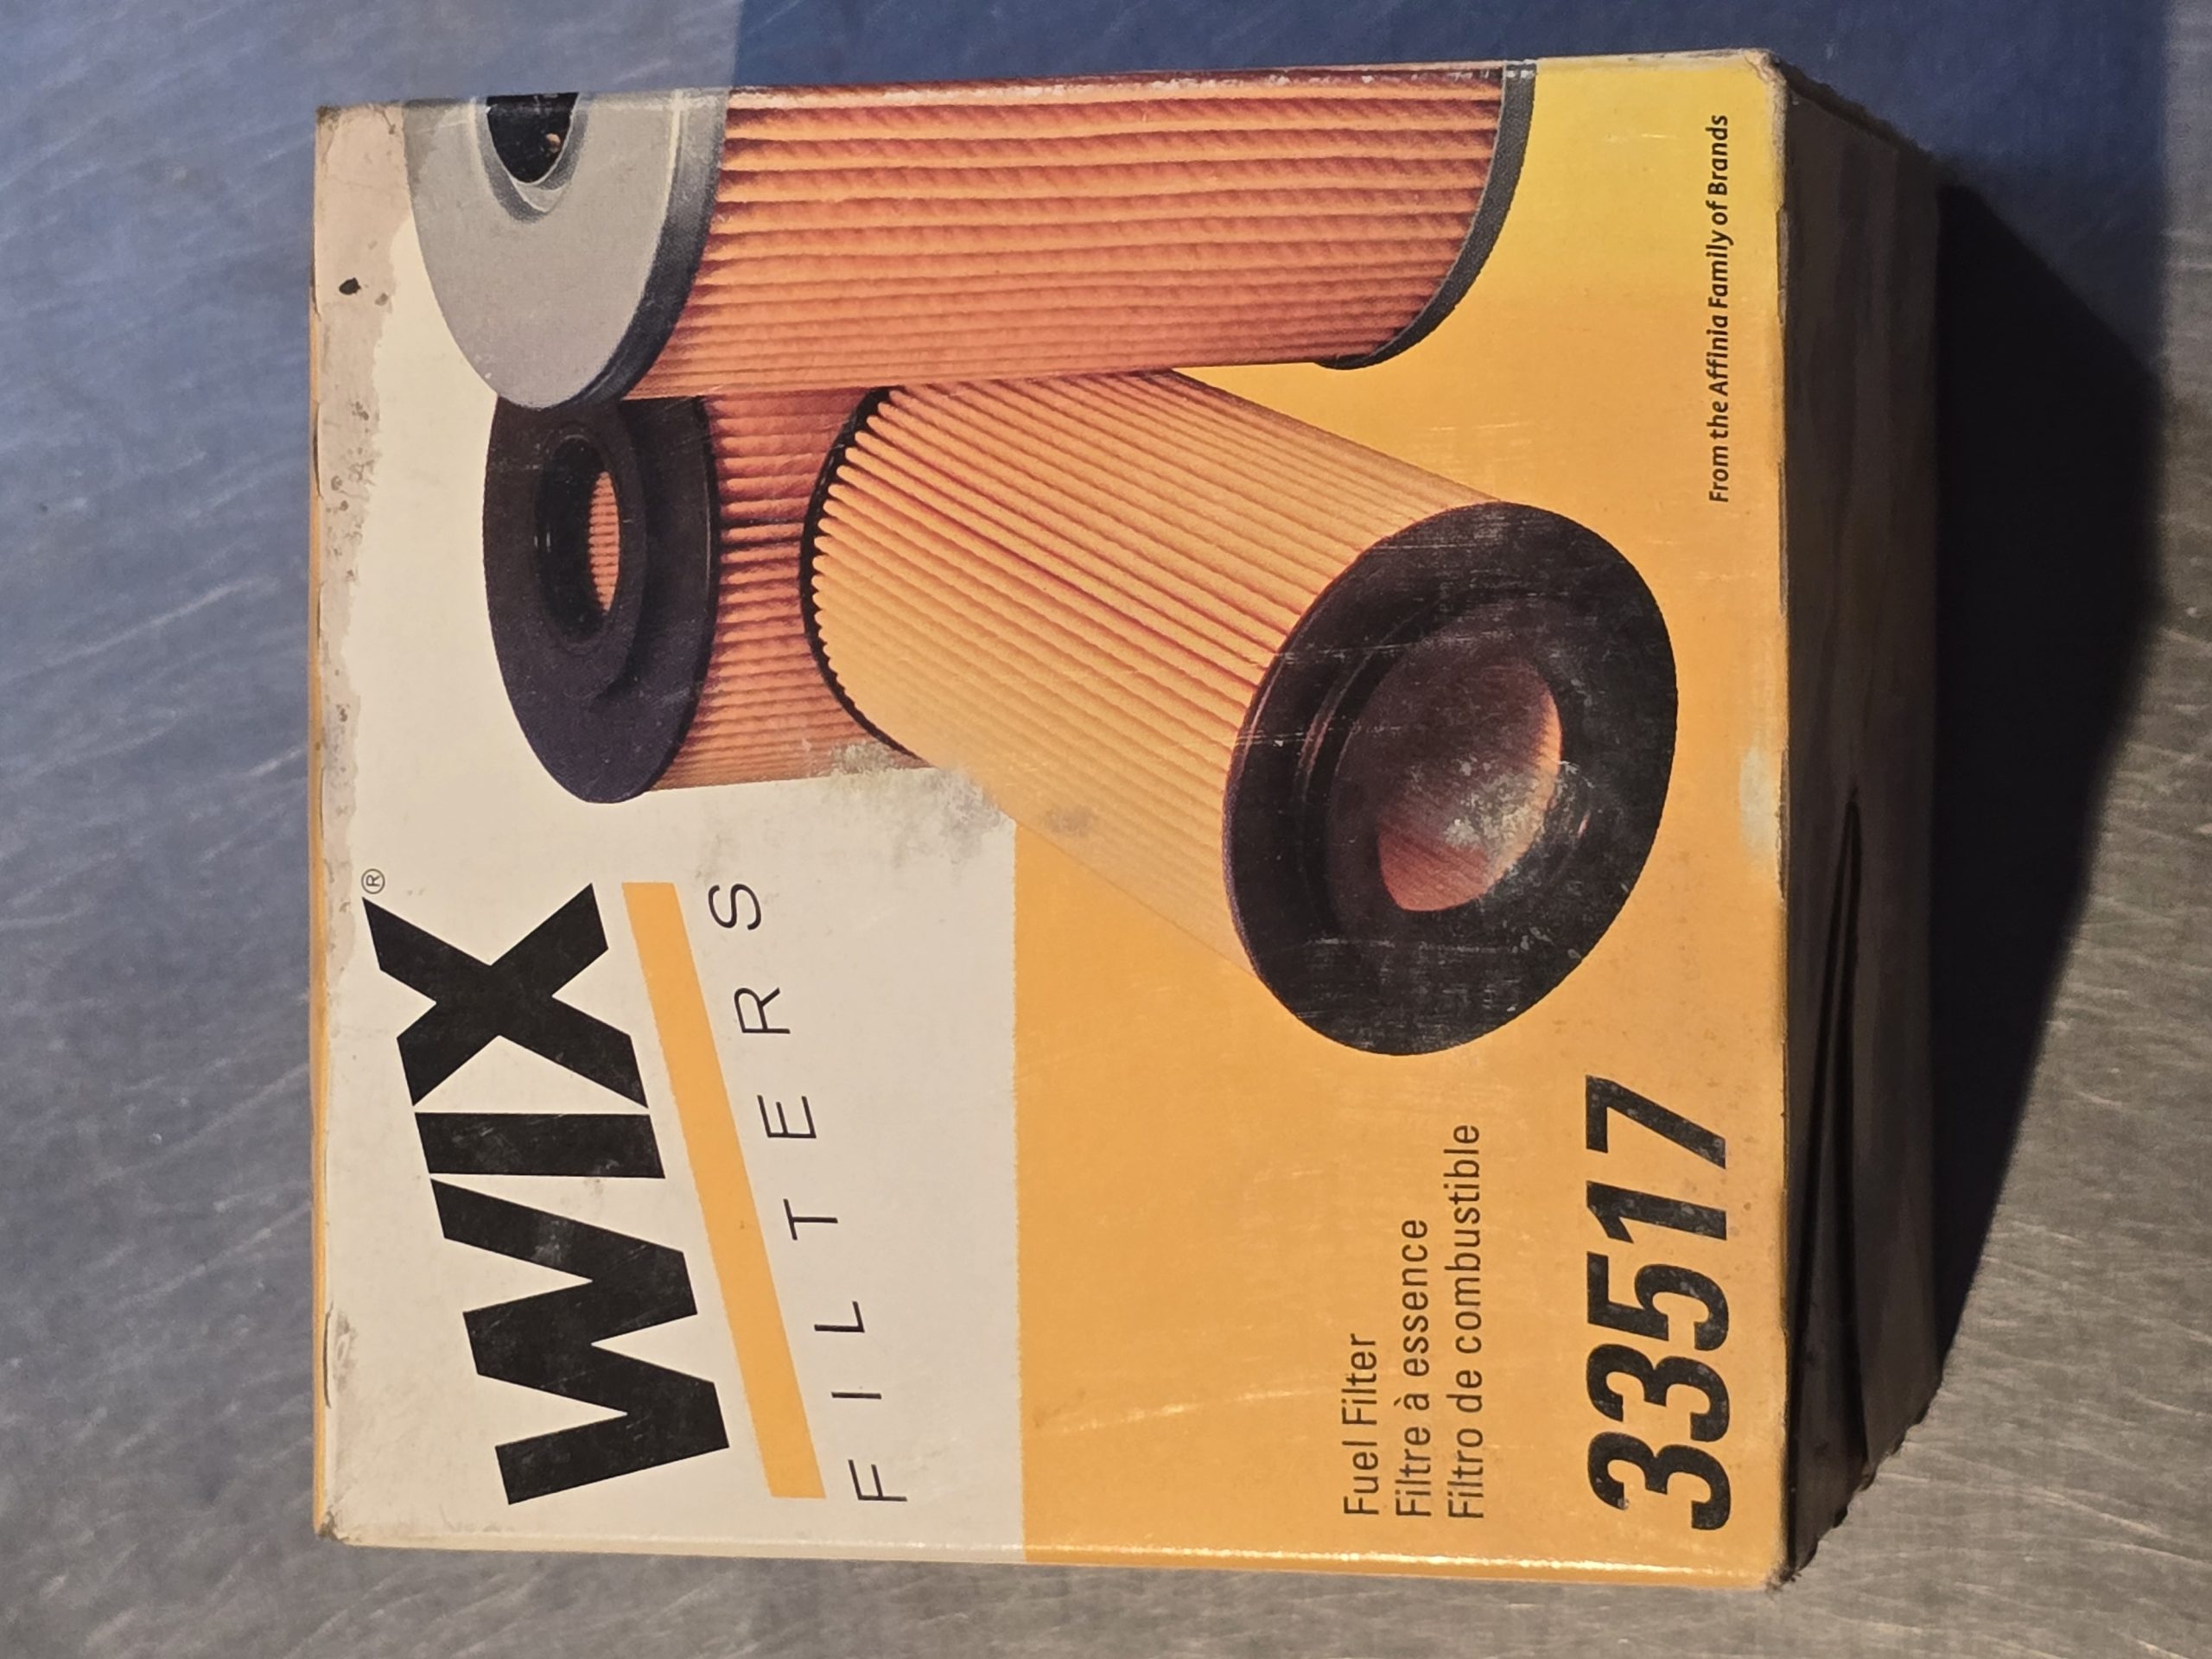 WIX®
FILTERS
Fuel Filter
Filtre à essence
Filtro de combustible
33517
From the Affinia Family of Brands